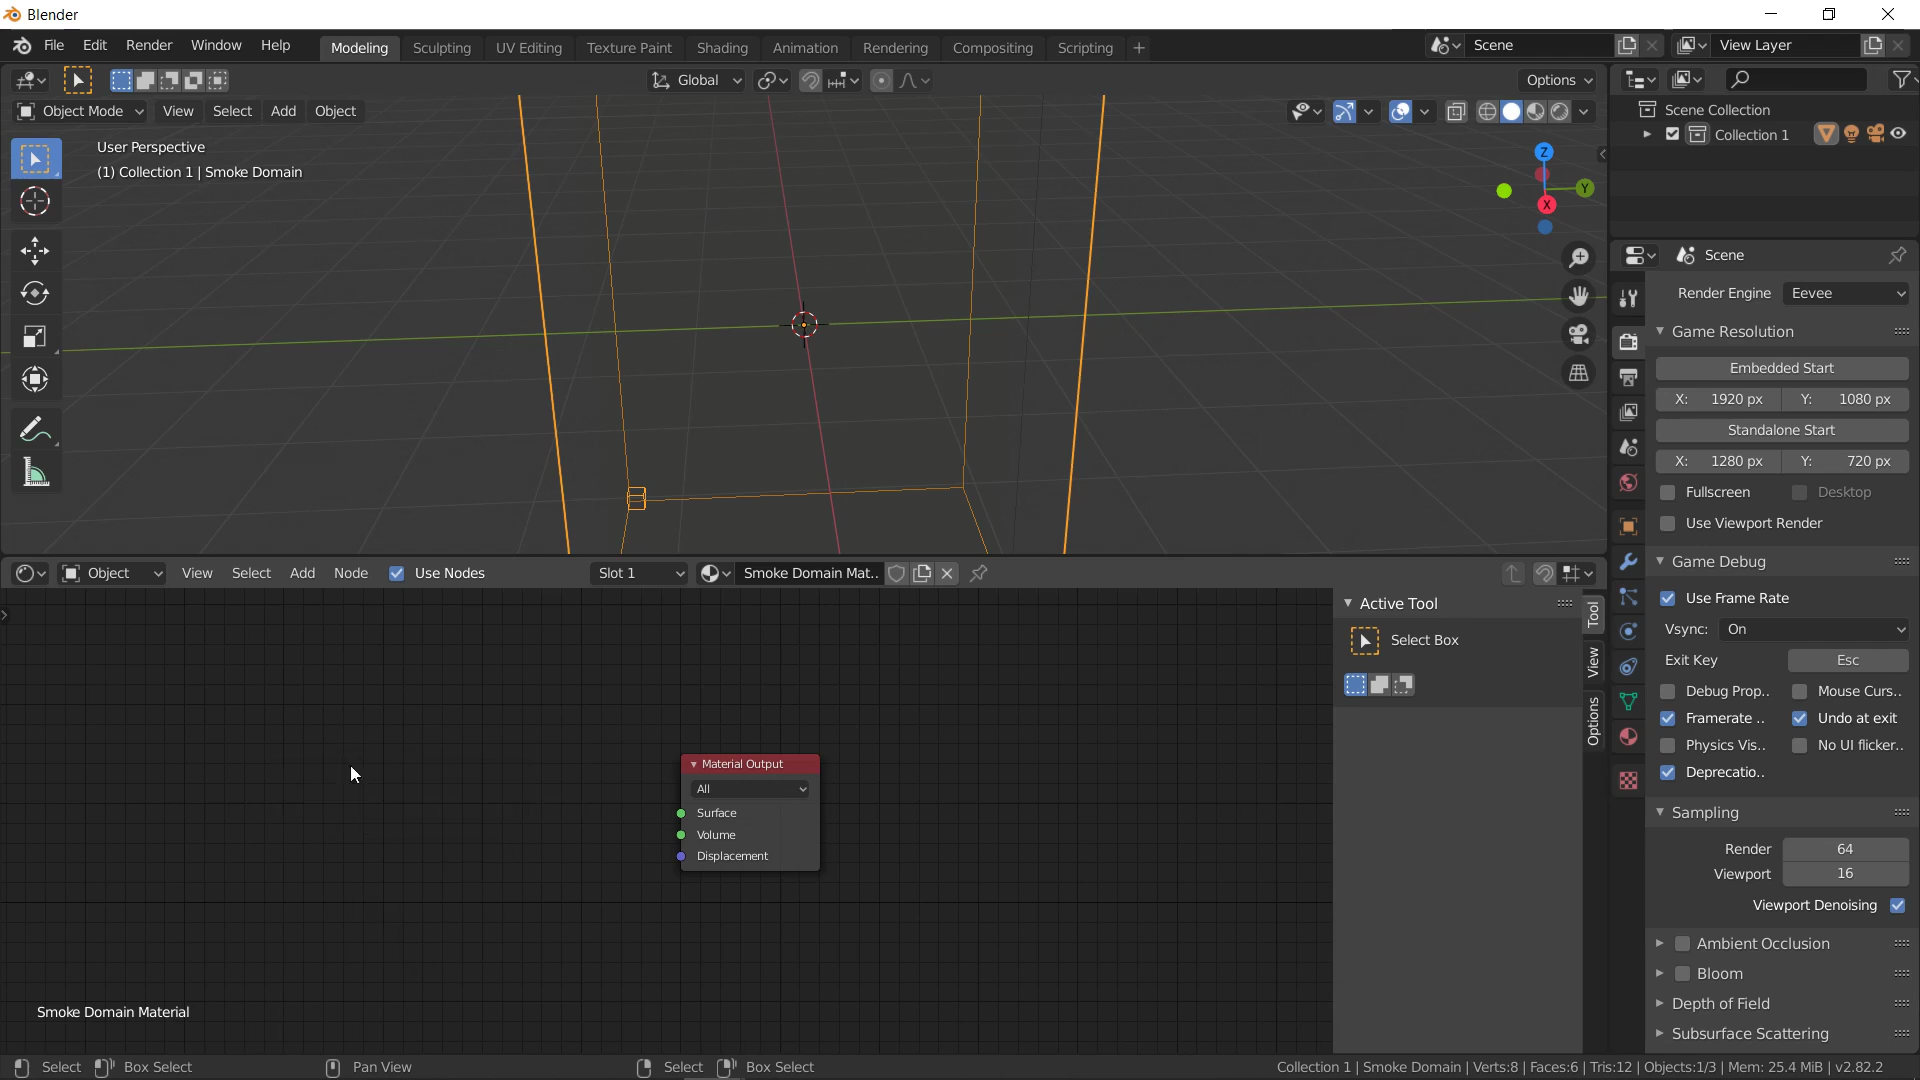 Blender
File Edit Render Window Help Modeling Sculpting UV Editing Texture Paint Shading Animation Rendering Compositing Scripting + Scene View Layer
Global Options
Object Mode View Select Add Object
User Perspective
(1) Collection 1 | Smoke Domain
Z
Y
X
Scene Collection
Collection 1
Scene
Render Engine Eevee
Game Resolution
Embedded Start
X: 1920 px Y: 1080 px
Standalone Start
X: 1280 px Y: 720 px
Fullscreen Desktop
Use Viewport Render
Game Debug
Use Frame Rate
Vsync: On
Exit Key Esc
Debug Prop.. Mouse Curs..
Framerate .. Undo at exit
Physics Vis.. No UI flicker..
Deprecatio..
Sampling
Render 64
Viewport 16
Viewport Denoising
Ambient Occlusion
Bloom
Depth of Field
Subsurface Scattering
Object View Select Add Node Use Nodes Slot 1 Smoke Domain Mat..
Active Tool
Select Box
Tool
View
Options
Material Output
All
Surface
Volume
Displacement
Smoke Domain Material
Select Box Select Pan View Select Box Select Collection 1 | Smoke Domain | Verts:8 | Faces:6 | Tris:12 | Objects:1/3 | Mem: 25.4 MiB | v2.82.2